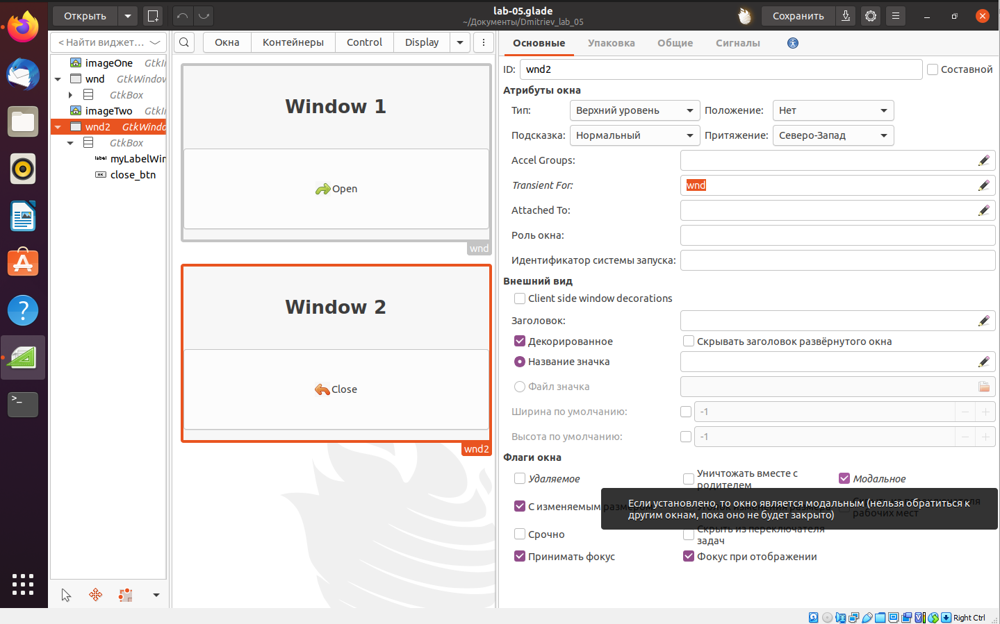 Открыть
lab-05.glade
~/Документы/Dmitriev_lab_05
Сохранить
< Найти виджет...
imageOne GtkI
wnd GtkWindow
GtkBox
imageTwo GtkI
wnd2 GtkWindo
GtkBox
label myLabelWin
OK close_btn
Окна
Контейнеры
Control
Display
Window 1
Open
wnd
Window 2
Close
wnd2
Основные
Упаковка
Общие
Сигналы
ID: wnd2 Составной
Атрибуты окна
Тип: Верхний уровень Положение: Нет
Подсказка: Нормальный Притяжение: Северо-Запад
Accel Groups:
Transient For: wnd
Attached To:
Роль окна:
Идентификатор системы запуска:
Внешний вид
Client side window decorations
Заголовок:
Декорированное Скрывать заголовок развёрнутого окна
Название значка
Файл значка
Ширина по умолчанию: -1
Высота по умолчанию: -1
Флаги окна
Удаляемое Уничтожать вместе с родителем Модальное
С изменяемым
Если установлено, то окно является модальным (нельзя обратиться к
другим окнам, пока оно не будет закрыто)
Срочно Скрыть из переключателя задач
Принимать фокус Фокус при отображении
Right Ctrl